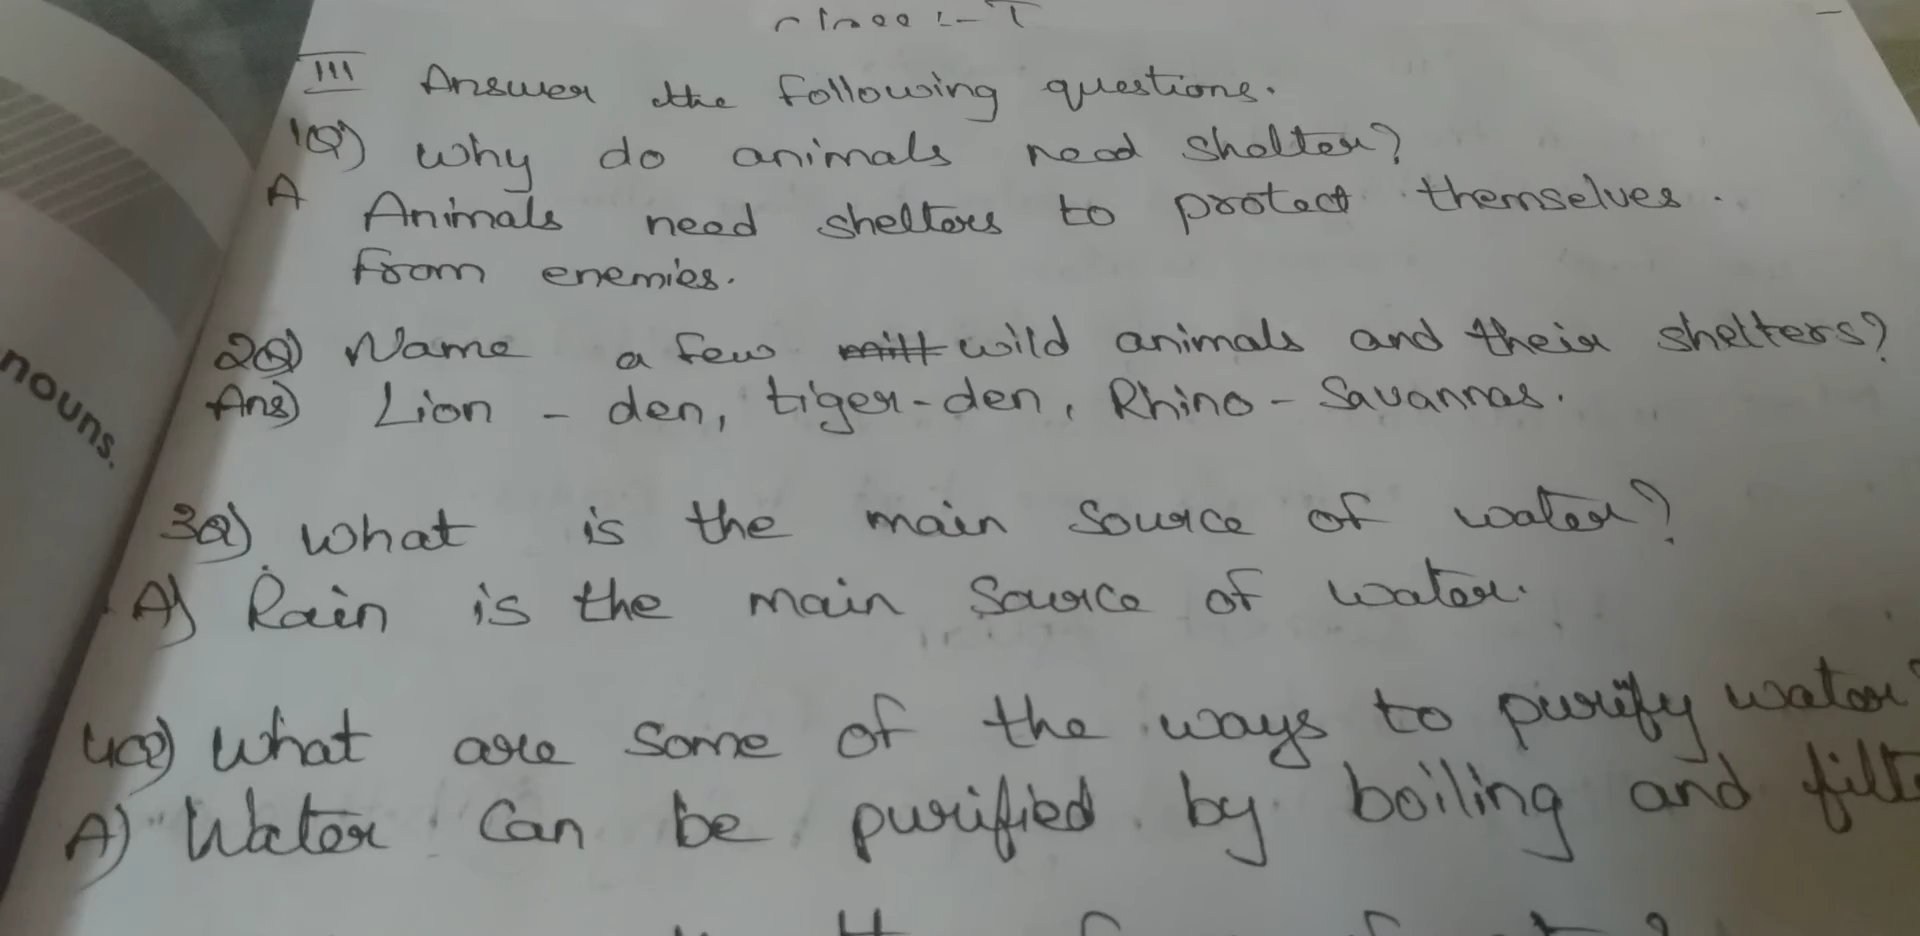 Class :- I
III Answer the following questions.
1Q) Why do animals need shelter?
A Animals need shelters to protect themselves.
from enemies.
2Q) Name a few wild animals and their shelters?
Ans) Lion - den, tiger-den, Rhino - Savannas.
nouns.
3Q) What is the main source of water?
A) Rain is the main source of water.
4Q) What are some of the ways to purify water?
A) Water can be purified by boiling and